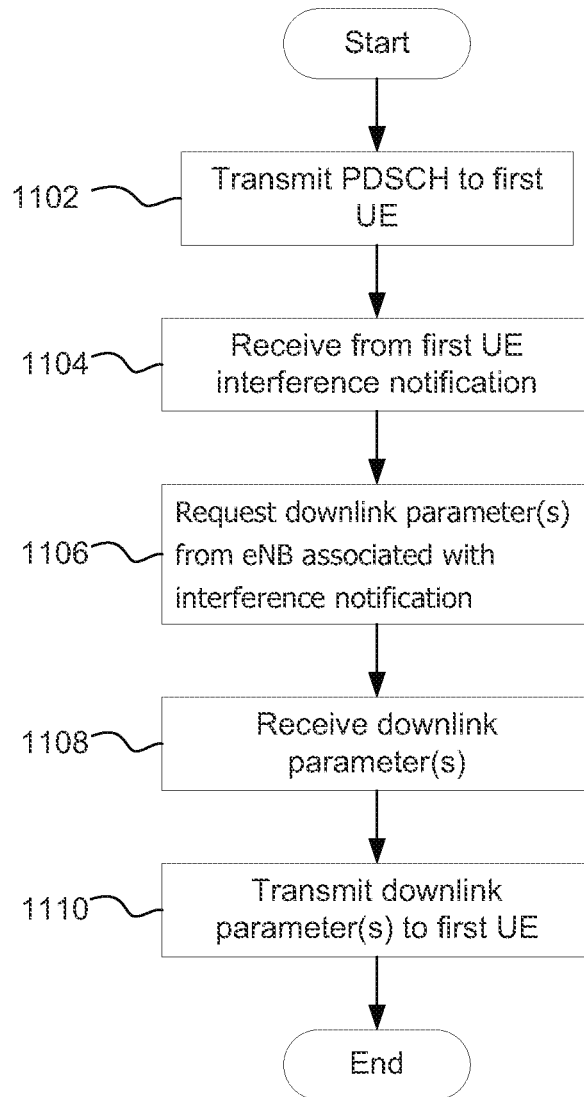 Start
1102
Transmit PDSCH to first
UE
1104
Receive from first UE
interference notification
1106
Request downlink parameter(s)
from eNB associated with
interference notification
1108
Receive downlink
parameter(s)
1110
Transmit downlink
parameter(s) to first UE
End